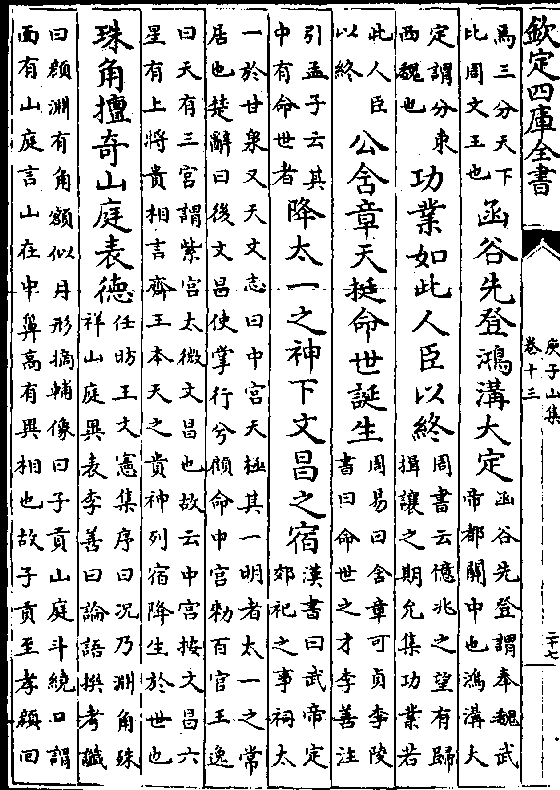 欽定四庫全書
庾子山集
卷十三
二十七
焉三分天下
比周文王也
函谷先登鴻溝大定
函谷先登謂奉魏武
帝都關中也鴻溝大
定謂分東
西魏也
功業如此人臣以終
周書云億兆之望有歸
揖讓之期允集功業若
此人臣
以終
公含章天挺命世誕生
周易曰含章可貞李陵
書曰命世之才李善注
引孟子云其
中有命世者
降太一之神下文昌之宿
漢書曰武帝定
郊祀之事祠太
一於甘泉又天文志曰中宫天極其一明者太一之常
居也楚辭曰後文昌使掌行兮顧命中宫勑百官王逸
曰天有三官謂紫宫太微文昌也故云中宫按文昌六
星有上將貴相言齊王本天之貴神列宿降生於世也
珠角擅奇山庭表德
任昉王文憲集序曰况乃淵角殊
祥山庭異表李善曰論語撰考讖
曰顔淵有角額似月形摘輔像曰子貢山庭斗繞口謂
面有山庭言山在中鼻高有異相也故子貢至孝顔回